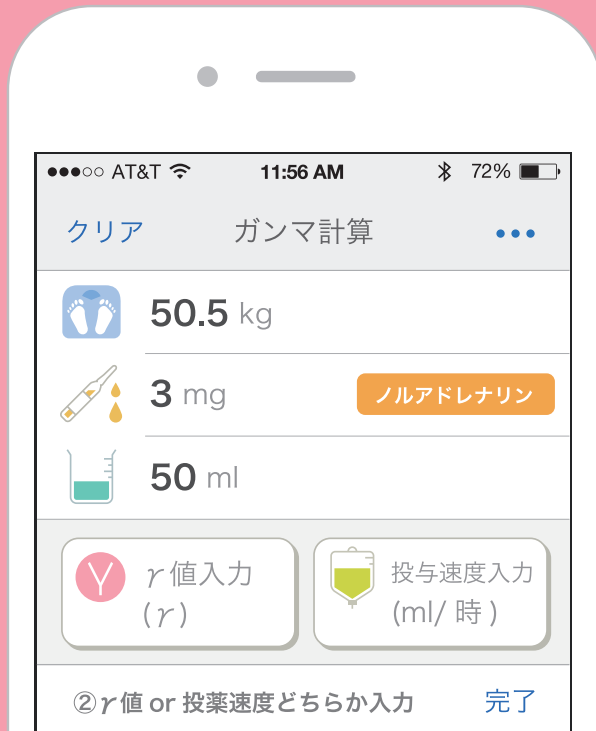 AT&T 11:56 AM 72%
クリア ガンマ計算 •••
50.5 kg
3 mg ノルアドレナリン
50 ml
γ 値入力
(γ)
投与速度入力
(ml/ 時 )
②γ値 or 投薬速度どちらか入力 完了